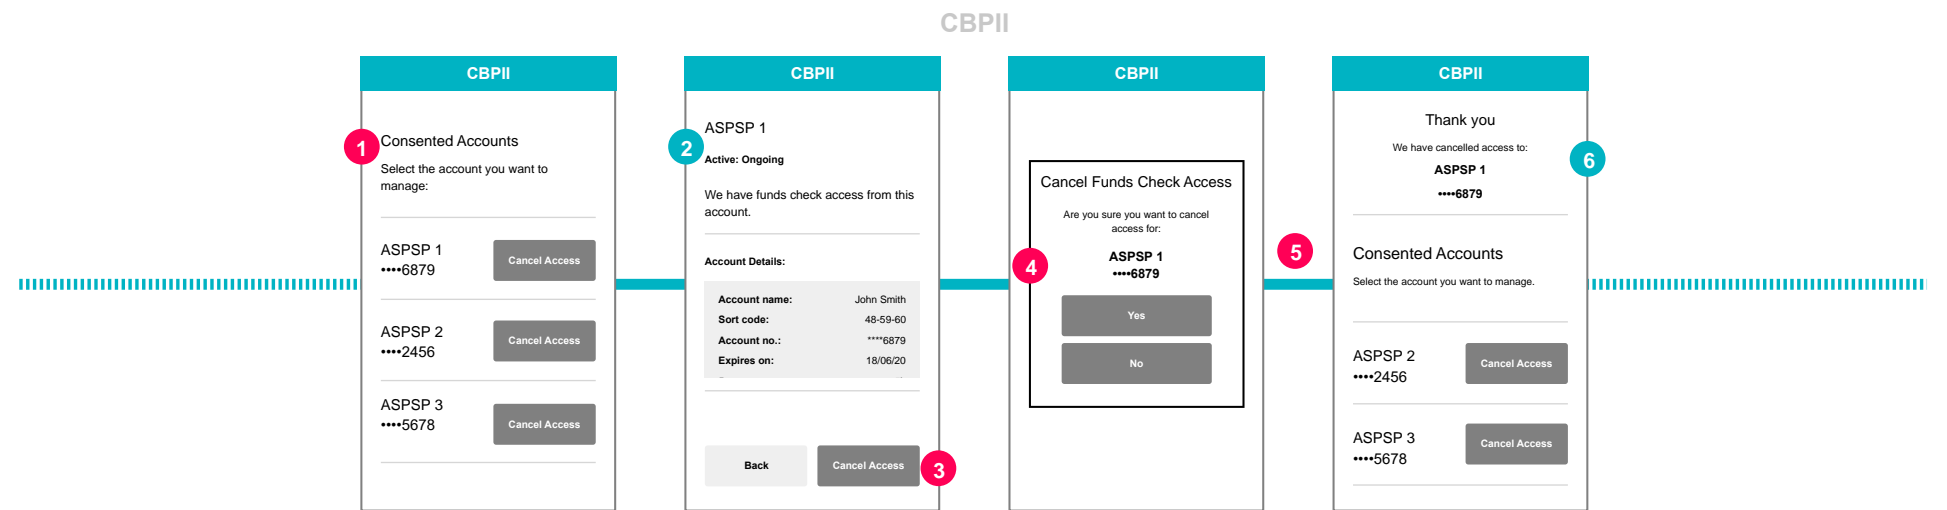 CBPII
CBPII
1
Consented Accounts
Select the account you want to
manage:
ASPSP 1
••••6879
Cancel Access
ASPSP 2
••••2456
Cancel Access
ASPSP 3
••••5678
Cancel Access
CBPII
2
ASPSP 1
Active: Ongoing
We have funds check access from this
account.
Account Details:
Account name: John Smith
Sort code: 48-59-60
Account no.: ****6879
Expires on: 18/06/20
Back
Cancel Access
3
CBPII
Cancel Funds Check Access
Are you sure you want to cancel
access for:
4
ASPSP 1
••••6879
Yes
No
5
CBPII
Thank you
We have cancelled access to:
6
ASPSP 1
••••6879
Consented Accounts
Select the account you want to manage.
ASPSP 2
••••2456
Cancel Access
ASPSP 3
••••5678
Cancel Access